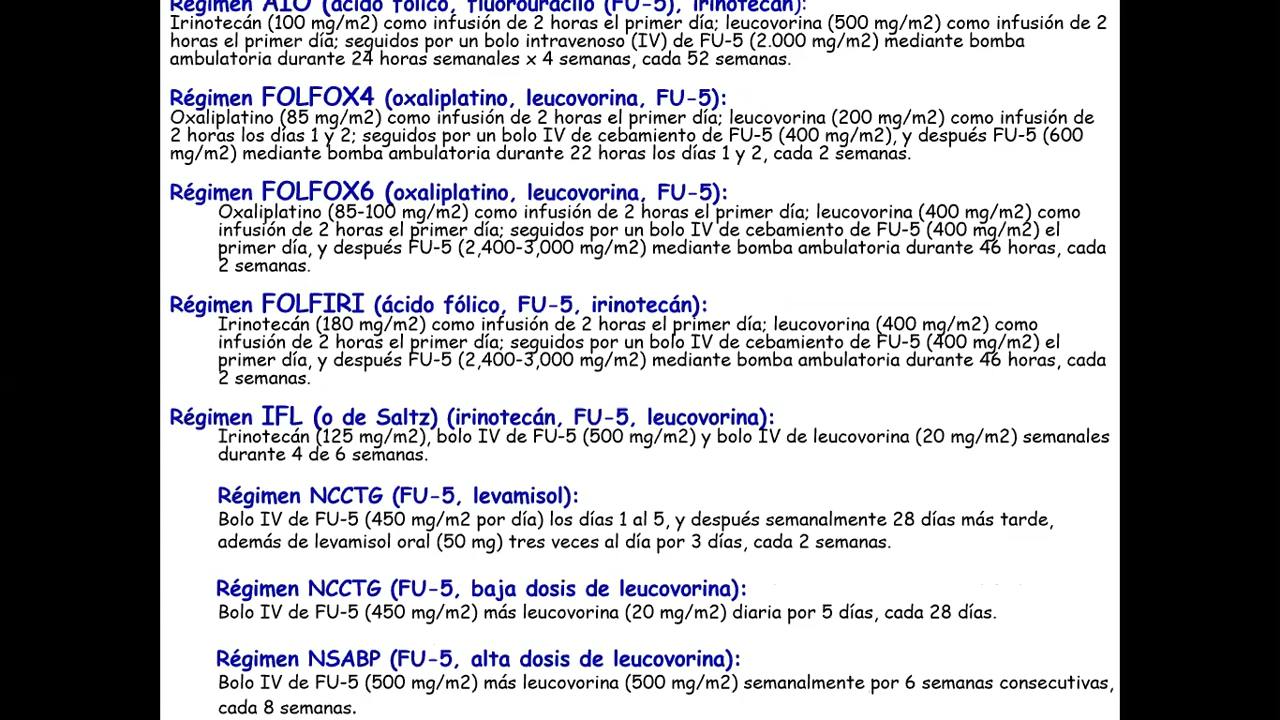 Régimen AIO (ácido fólico, fluorouracilo (FU-5), irinotecán):
Irinotecán (100 mg/m2) como infusión de 2 horas el primer día; leucovorina (500 mg/m2) como infusión de 2
horas el primer día; seguidos por un bolo intravenoso (IV) de FU-5 (2.000 mg/m2) mediante bomba
ambulatoria durante 24 horas semanales x 4 semanas, cada 52 semanas.
Régimen FOLFOX4 (oxaliplatino, leucovorina, FU-5):
Oxaliplatino (85 mg/m2) como infusión de 2 horas el primer día; leucovorina (200 mg/m2) como infusión de
2 horas los días 1 y 2; seguidos por un bolo IV de cebamiento de FU-5 (400 mg/m2), y después FU-5 (600
mg/m2) mediante bomba ambulatoria durante 22 horas los días 1 y 2, cada 2 semanas.
Régimen FOLFOX6 (oxaliplatino, leucovorina, FU-5):
Oxaliplatino (85-100 mg/m2) como infusión de 2 horas el primer día; leucovorina (400 mg/m2) como
infusión de 2 horas el primer día; seguidos por un bolo IV de cebamiento de FU-5 (400 mg/m2) el
primer día, y después FU-5 (2,400-3,000 mg/m2) mediante bomba ambulatoria durante 46 horas, cada
2 semanas.
Régimen FOLFIRI (ácido fólico, FU-5, irinotecán):
Irinotecán (180 mg/m2) como infusión de 2 horas el primer día; leucovorina (400 mg/m2) como
infusión de 2 horas el primer día; seguidos por un bolo IV de cebamiento de FU-5 (400 mg/m2) el
primer día, y después FU-5 (2,400-3,000 mg/m2) mediante bomba ambulatoria durante 46 horas, cada
2 semanas.
Régimen IFL (o de Saltz) (irinotecán, FU-5, leucovorina):
Irinotecán (125 mg/m2), bolo IV de FU-5 (500 mg/m2) y bolo IV de leucovorina (20 mg/m2) semanales
durante 4 de 6 semanas.
Régimen NCCTG (FU-5, levamisol):
Bolo IV de FU-5 (450 mg/m2 por día) los días 1 al 5, y después semanalmente 28 días más tarde,
además de levamisol oral (50 mg) tres veces al día por 3 días, cada 2 semanas.
Régimen NCCTG (FU-5, baja dosis de leucovorina):
Bolo IV de FU-5 (450 mg/m2) más leucovorina (20 mg/m2) diaria por 5 días, cada 28 días.
Régimen NSABP (FU-5, alta dosis de leucovorina):
Bolo IV de FU-5 (500 mg/m2) más leucovorina (500 mg/m2) semanalmente por 6 semanas consecutivas,
cada 8 semanas.